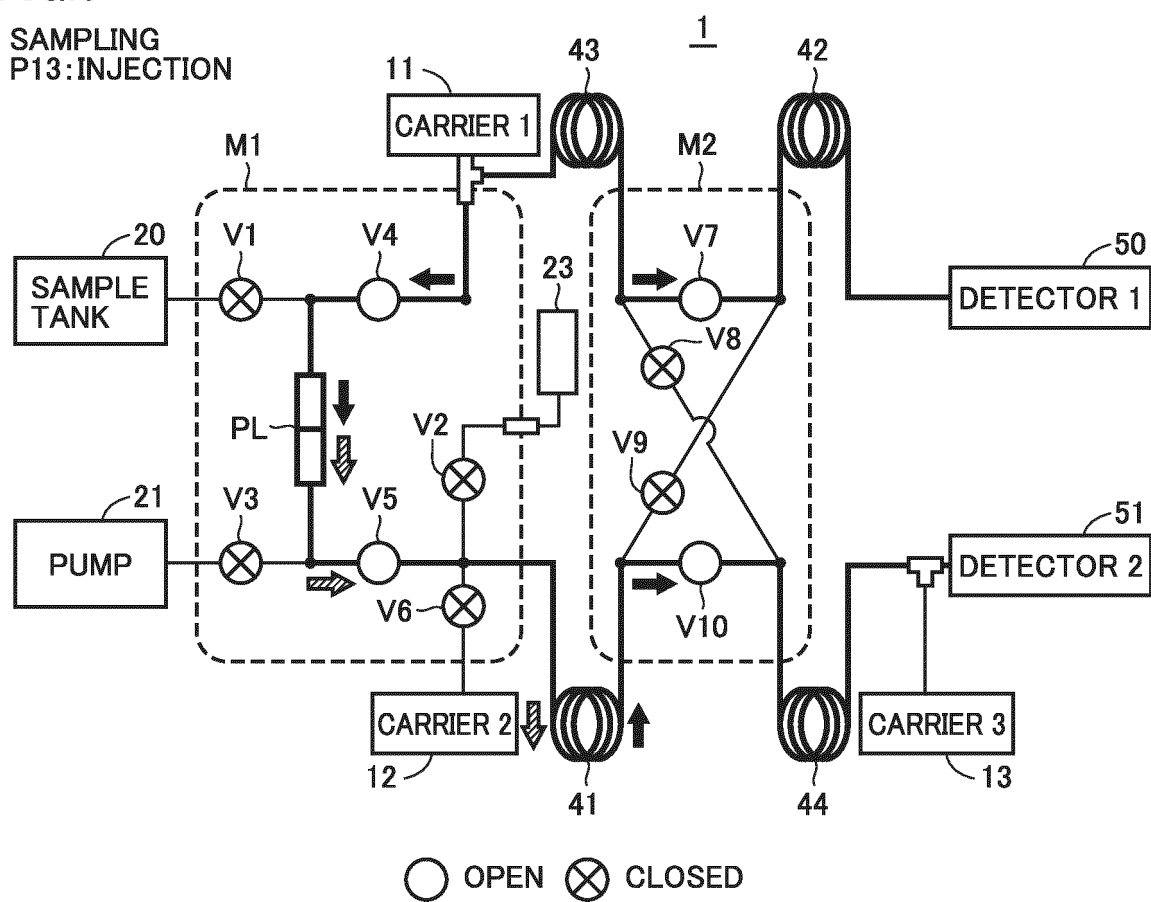 SAMPLING
P13:INJECTION
1
11
43
42
CARRIER 1
M1
M2
20
V1
V4
23
V7
50
SAMPLE
TANK
DETECTOR 1
V8
PL
V2
V9
21
V3
V5
51
PUMP
DETECTOR 2
V6
V10
CARRIER 2
CARRIER 3
12
41
44
13
OPEN
CLOSED